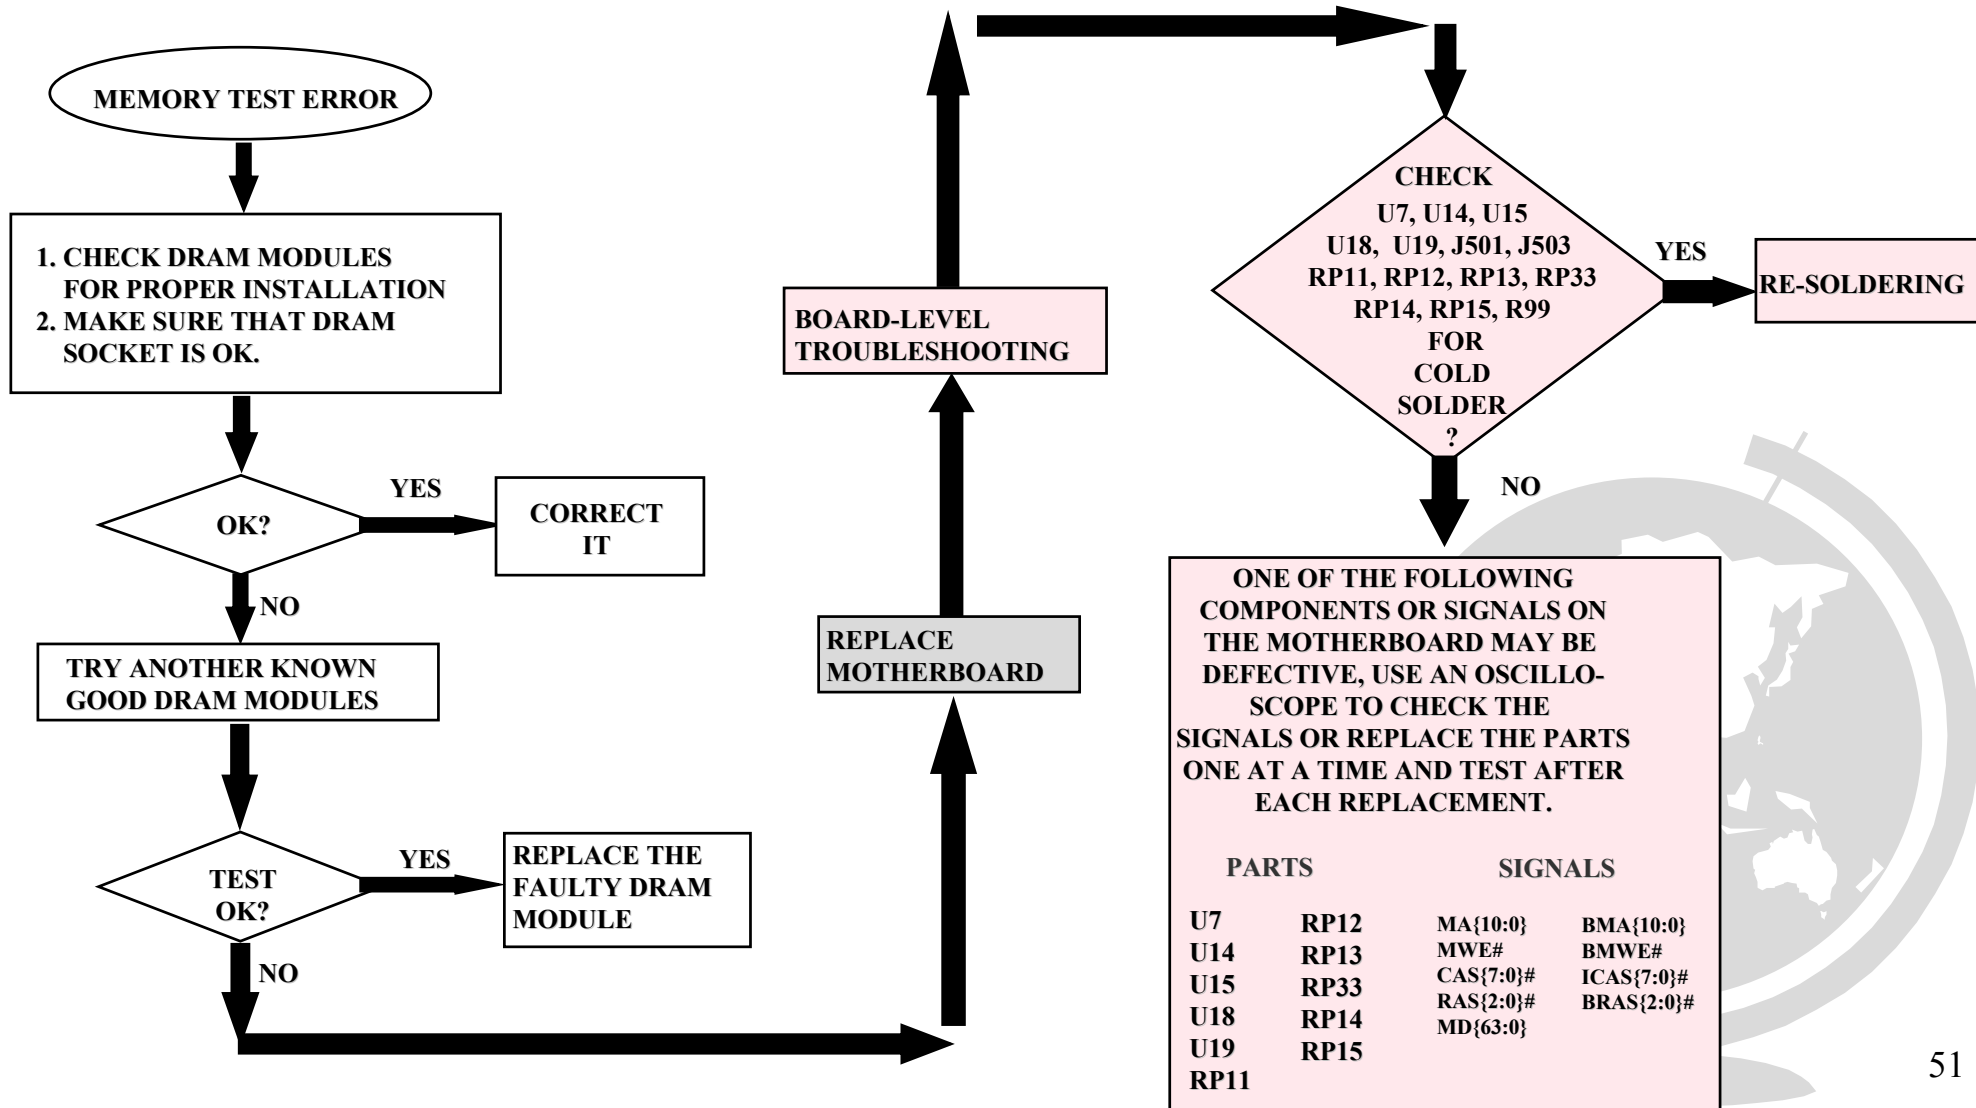 MEMORY TEST ERROR
1. CHECK DRAM MODULES
FOR PROPER INSTALLATION
2. MAKE SURE THAT DRAM
SOCKET IS OK.
OK?
YES
CORRECT
IT
NO
TRY ANOTHER KNOWN
GOOD DRAM MODULES
TEST
OK?
YES
REPLACE THE
FAULTY DRAM
MODULE
NO
REPLACE
MOTHERBOARD
BOARD-LEVEL
TROUBLESHOOTING
CHECK
U7, U14, U15
U18, U19, J501, J503
RP11, RP12, RP13, RP33
RP14, RP15, R99
FOR
COLD
SOLDER
?
YES
RE-SOLDERING
NO
ONE OF THE FOLLOWING
COMPONENTS OR SIGNALS ON
THE MOTHERBOARD MAY BE
DEFECTIVE, USE AN OSCILLO-
SCOPE TO CHECK THE
SIGNALS OR REPLACE THE PARTS
ONE AT A TIME AND TEST AFTER
EACH REPLACEMENT.
PARTS
U7
U14
U15
U18
U19
RP11
RP12
RP13
RP33
RP14
RP15
SIGNALS
MA{10:0}
MWE#
CAS{7:0}#
RAS{2:0}#
MD{63:0}
BMA{10:0}
BMWE#
ICAS{7:0}#
BRAS{2:0}#
51